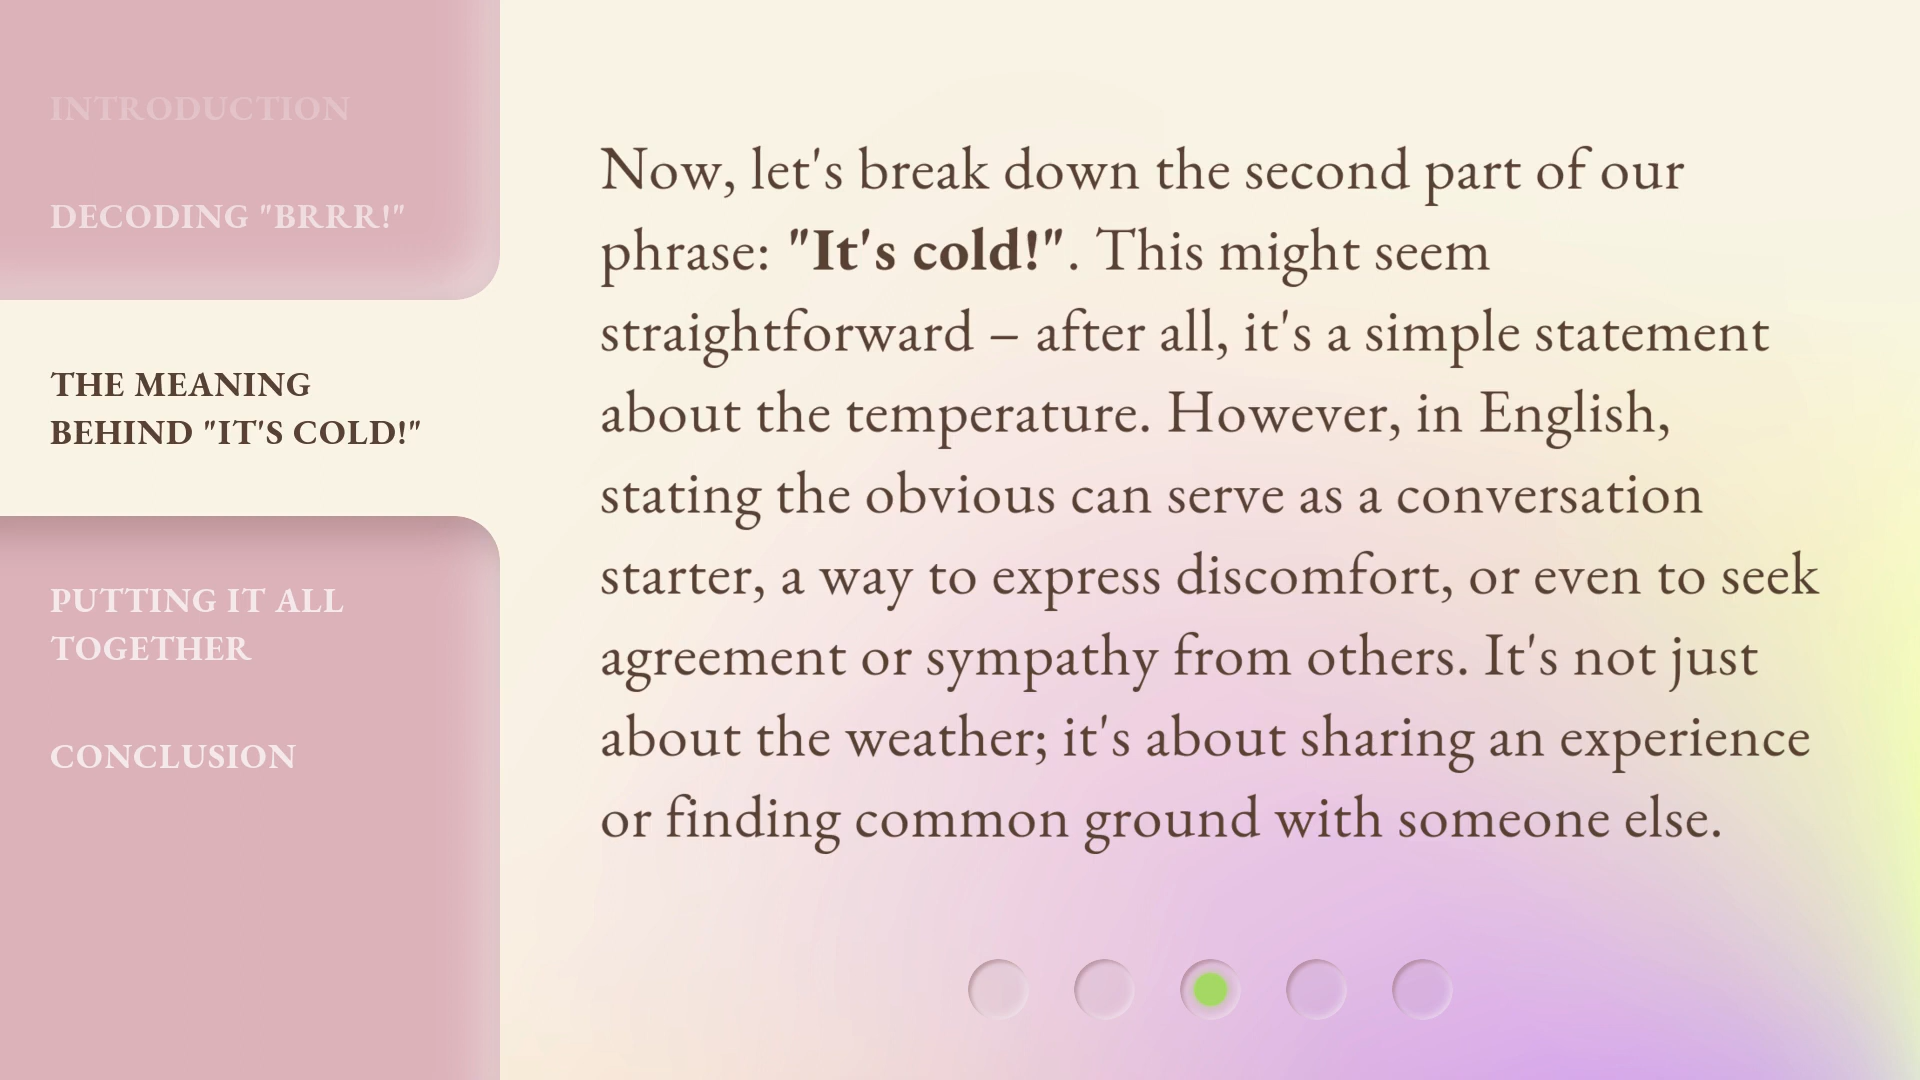 INTRODUCTION
DECODING "BRRR!"
THE MEANING
BEHIND "IT'S COLD!"
PUTTING IT ALL
TOGETHER
CONCLUSION
Now, let's break down the second part of our
phrase: "It's cold!". This might seem
straightforward – after all, it's a simple statement
about the temperature. However, in English,
stating the obvious can serve as a conversation
starter, a way to express discomfort, or even to seek
agreement or sympathy from others. It's not just
about the weather; it's about sharing an experience
or finding common ground with someone else.